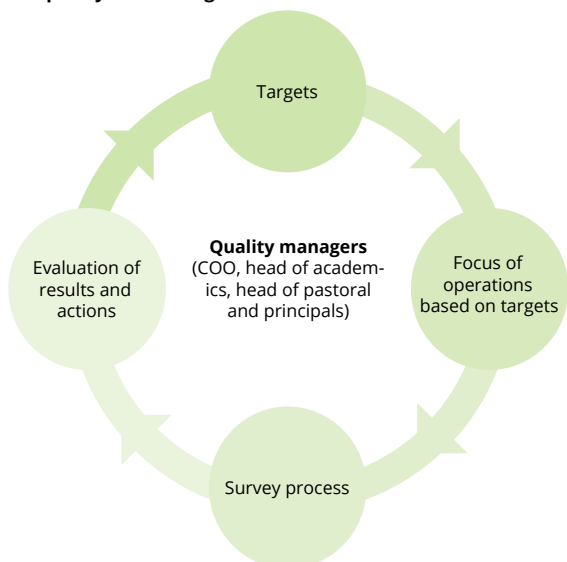 Targets
Quality managers
(COO, head of academ-
ics, head of pastoral
and principals)
Focus of
operations
based on targets
Evaluation of
results and
actions
Survey process